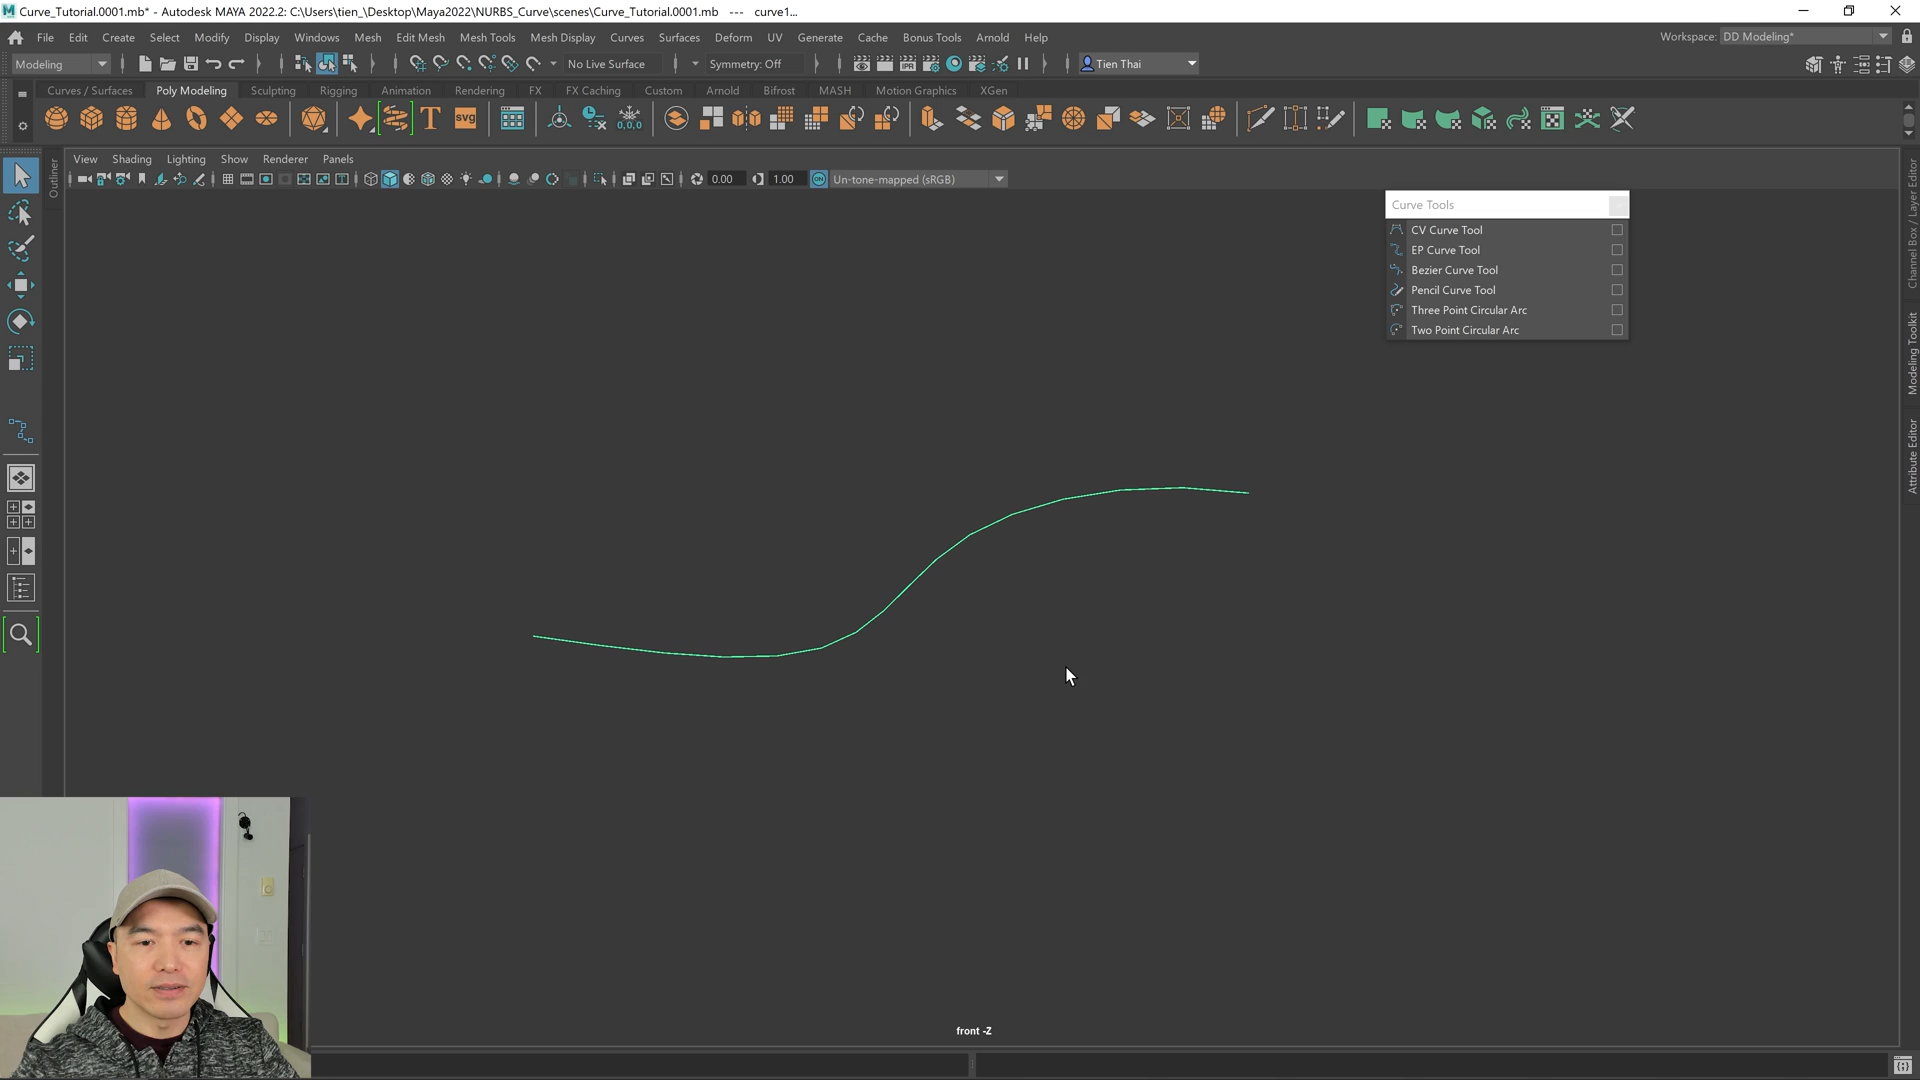 Curve_Tutorial.0001.mb* - Autodesk MAYA 2022.2: C:\Users\tien_\Desktop\Maya2022\NURBS_Curve\scenes\Curve_Tutorial.0001.mb --- curve1...
File Edit Create Select Modify Display Windows Mesh Edit Mesh Mesh Tools Mesh Display Curves Surfaces Deform UV Generate Cache Bonus Tools Arnold Help
Workspace: DD Modeling*
Modeling
No Live Surface
Symmetry: Off
Tien Thai
Curves / Surfaces Poly Modeling Sculpting Rigging Animation Rendering FX FX Caching Custom Arnold Bifrost MASH Motion Graphics XGen
T
SVG
0,0,0
IPR
Outliner
View Shading Lighting Show Renderer Panels
0.00
1.00
ON
Un-tone-mapped (sRGB)
Curve Tools
CV Curve Tool
EP Curve Tool
Bezier Curve Tool
Pencil Curve Tool
Three Point Circular Arc
Two Point Circular Arc
Channel Box / Layer Editor
Modeling Toolkit
Attribute Editor
front -Z